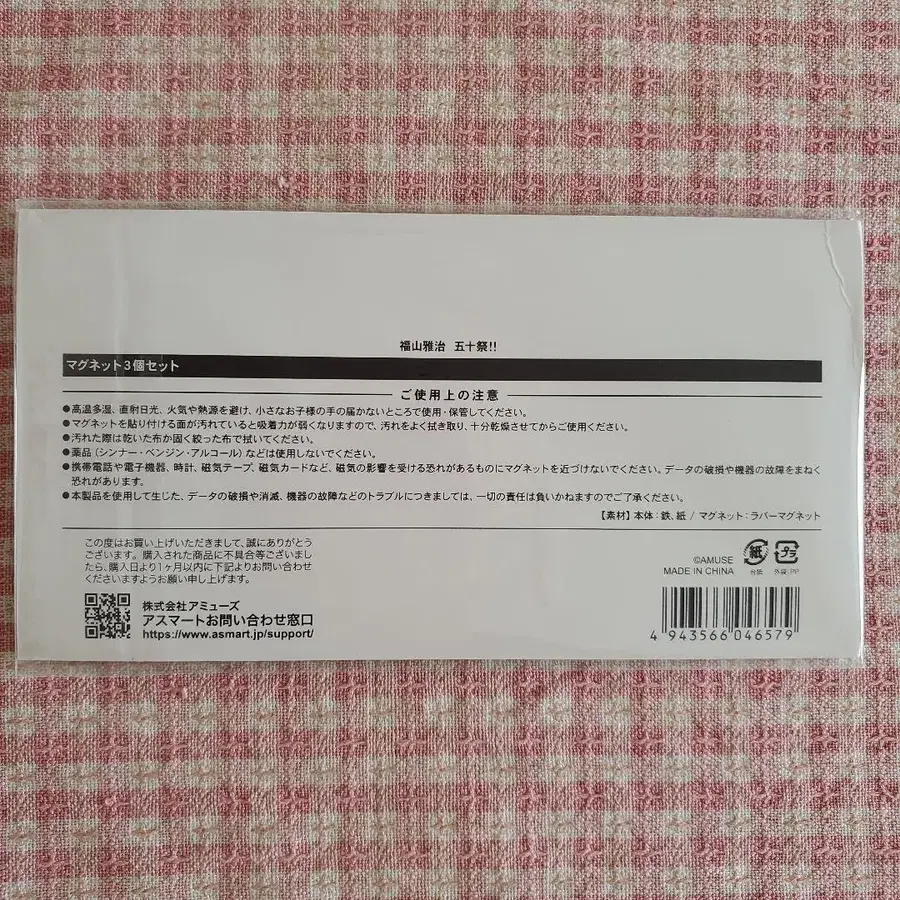 福山雅治 五十祭!!
マグネット3個セット
ご使用上の注意
●高温多湿、直射日光、火気や熱源を避け、小さなお子様の手の届かないところで使用・保管してください。
●マグネットを貼り付ける面が汚れていると吸着力が弱くなりますので、汚れをよく拭き取り、十分乾燥させてからご使用ください。
●汚れた際は乾いた布か固く絞った布で拭いてください。
●薬品(シンナー・ベンジン・アルコール)などは使用しないでください。
●携帯電話や電子機器、時計、磁気テープ、磁気カードなど、磁気の影響を受ける恐れがあるものにマグネットを近づけないでください。データの破損や機器の故障をまねく
恐れがあります。
●本製品を使用して生じた、データの破損や消滅、機器の故障などのトラブルにつきましては、一切の責任は負いかねますのでご了承ください。
【素材】本体:鉄、紙 / マグネット:ラバーマグネット
この度はお買い上げいただきまして、誠にありがとう
ございます。購入された商品に不具合等ございまし
たら、購入日より1ヶ月以内に下記よりお問い合わせ
くださいますようお願い申し上げます。
株式会社アミューズ
アスマートお問い合わせ窓口
https://www.asmart.jp/support/
©AMUSE
MADE IN CHINA
紙
台紙
プラ
外袋:PP
4 943566 046579